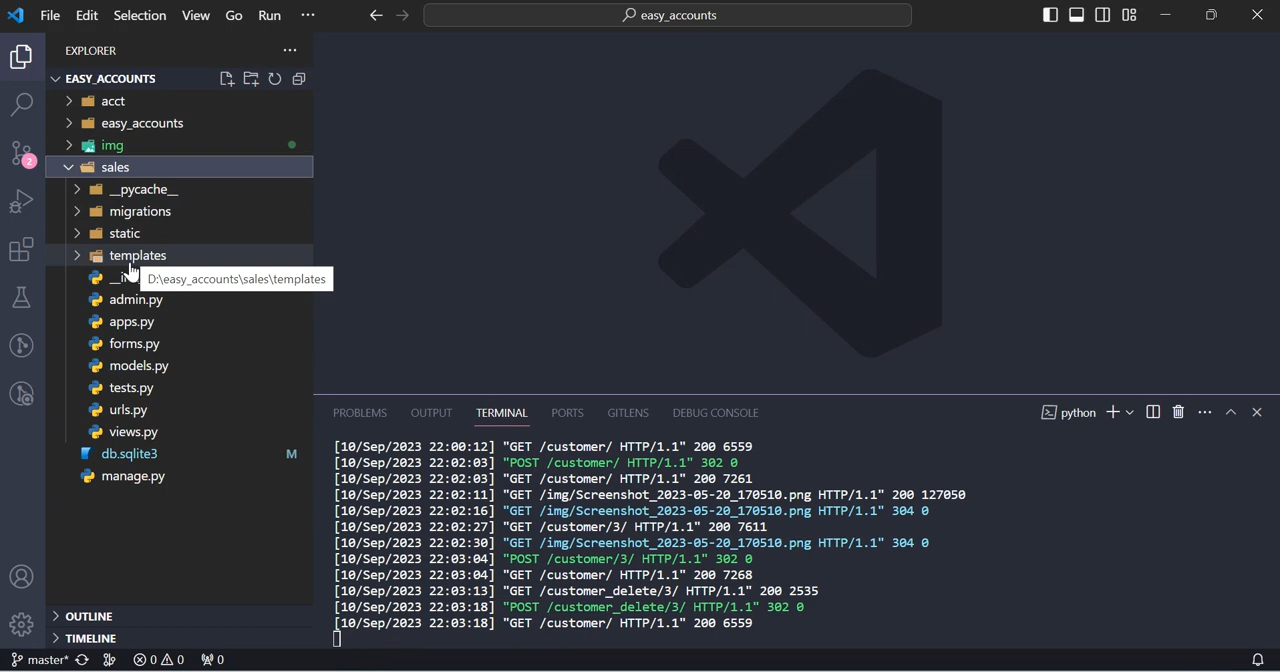 File Edit Selection View Go Run ...
easy_accounts
EXPLORER
EASY_ACCOUNTS
acct
easy_accounts
img
sales
__pycache__
migrations
static
templates
D:\easy_accounts\sales\templates
admin.py
apps.py
forms.py
models.py
tests.py
urls.py
views.py
db.sqlite3 M
manage.py
OUTLINE
TIMELINE
2
PROBLEMS OUTPUT TERMINAL PORTS GITLENS DEBUG CONSOLE python
[10/Sep/2023 22:00:12] "GET /customer/ HTTP/1.1" 200 6559
[10/Sep/2023 22:02:03] "POST /customer/ HTTP/1.1" 302 0
[10/Sep/2023 22:02:03] "GET /customer/ HTTP/1.1" 200 7261
[10/Sep/2023 22:02:11] "GET /img/Screenshot_2023-05-20_170510.png HTTP/1.1" 200 127050
[10/Sep/2023 22:02:16] "GET /img/Screenshot_2023-05-20_170510.png HTTP/1.1" 304 0
[10/Sep/2023 22:02:27] "GET /customer/3/ HTTP/1.1" 200 7611
[10/Sep/2023 22:02:30] "GET /img/Screenshot_2023-05-20_170510.png HTTP/1.1" 304 0
[10/Sep/2023 22:03:04] "POST /customer/3/ HTTP/1.1" 302 0
[10/Sep/2023 22:03:04] "GET /customer/ HTTP/1.1" 200 7268
[10/Sep/2023 22:03:13] "GET /customer_delete/3/ HTTP/1.1" 200 2535
[10/Sep/2023 22:03:18] "POST /customer_delete/3/ HTTP/1.1" 302 0
[10/Sep/2023 22:03:18] "GET /customer/ HTTP/1.1" 200 6559
master* 0 0 0